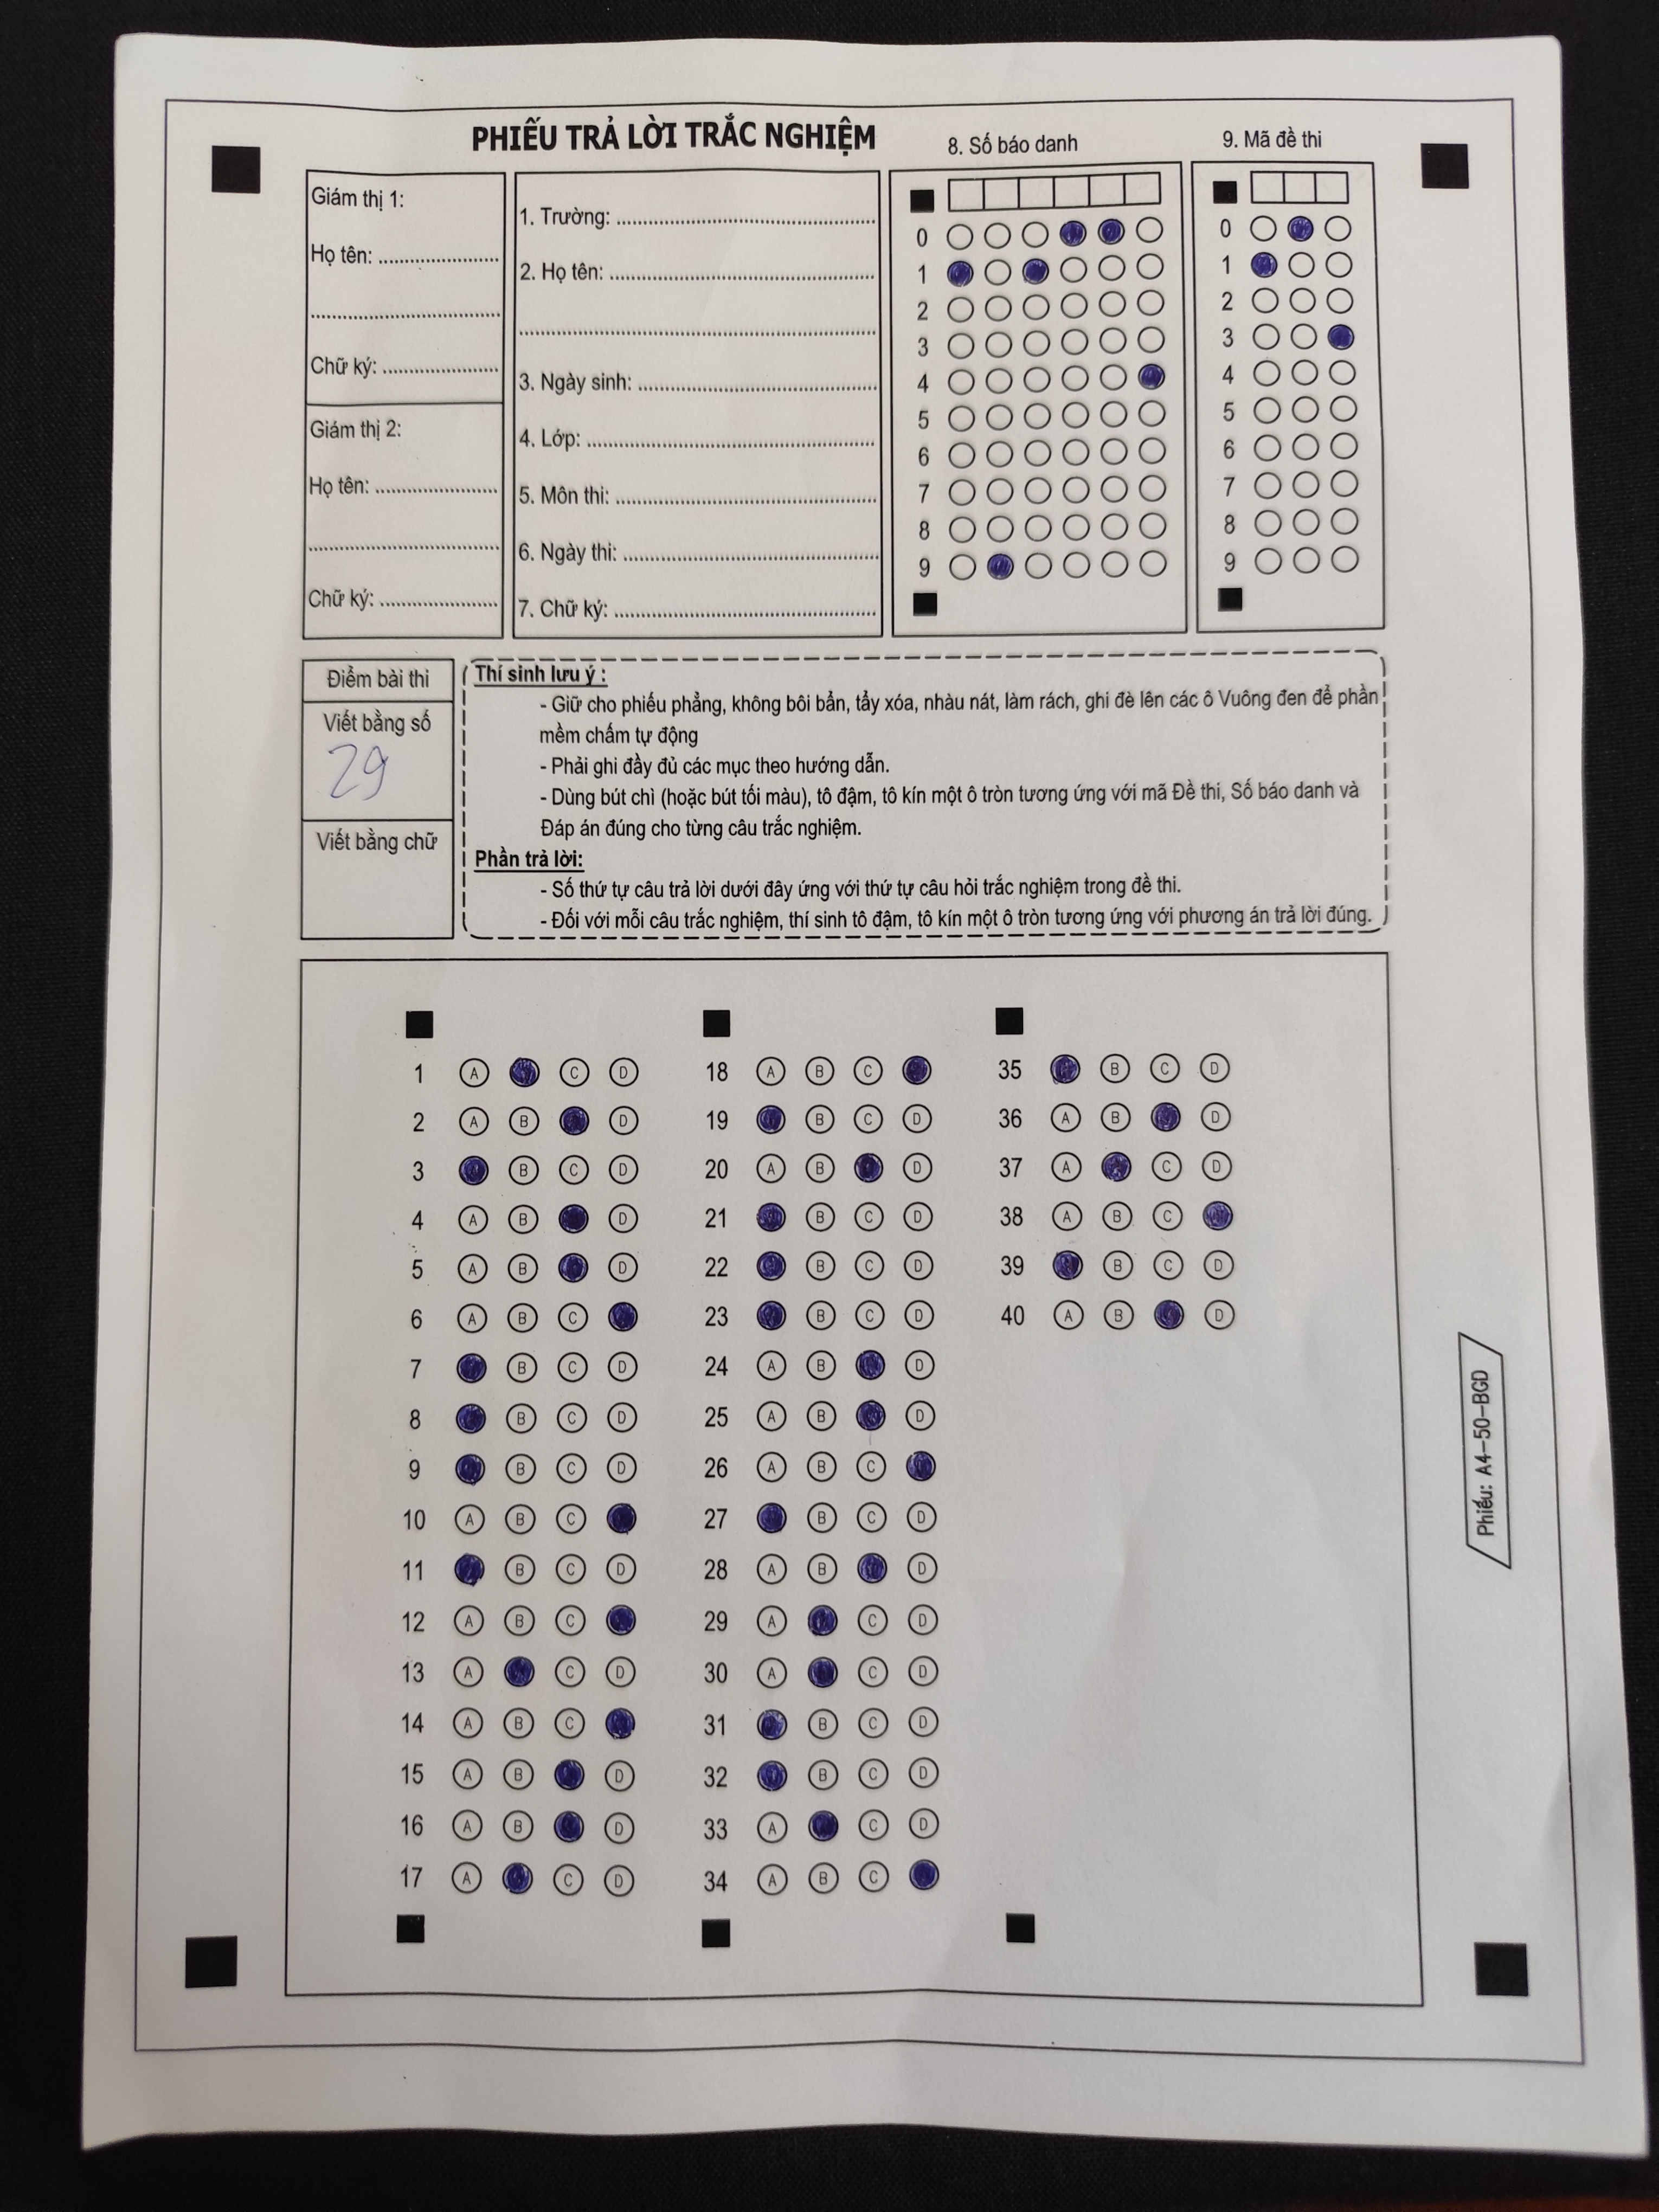 PHIẾU TRẢ LỜI TRẮC NGHIỆM
8. Số báo danh
9. Mã đề thi
Giám thị 1:
Họ tên: ......................
....................................
Chữ ký: .....................
Giám thị 2:
Họ tên: ......................
....................................
Chữ ký: .....................
1. Trường: ................................................
2. Họ tên: .................................................
....................................................................
3. Ngày sinh: ............................................
4. Lớp: ......................................................
5. Môn thi: ................................................
6. Ngày thi: ...............................................
7. Chữ ký: .................................................
0
1
2
3
4
5
6
7
8
9
0
1
2
3
4
5
6
7
8
9
Điểm bài thi
Viết bằng số
29
Viết bằng chữ
Thí sinh lưu ý :
- Giữ cho phiếu phẳng, không bôi bẩn, tẩy xóa, nhàu nát, làm rách, ghi đè lên các ô Vuông đen để phần
mềm chấm tự động
- Phải ghi đầy đủ các mục theo hướng dẫn.
- Dùng bút chì (hoặc bút tối màu), tô đậm, tô kín một ô tròn tương ứng với mã Đề thi, Số báo danh và
Đáp án đúng cho từng câu trắc nghiệm.
Phần trả lời:
- Số thứ tự câu trả lời dưới đây ứng với thứ tự câu hỏi trắc nghiệm trong đề thi.
- Đối với mỗi câu trắc nghiệm, thí sinh tô đậm, tô kín một ô tròn tương ứng với phương án trả lời đúng.
1 A C D
2 A B D
3 B C D
4 A B D
5 A B D
6 A B C
7 B C D
8 B C D
9 B C D
10 A B C
11 B C D
12 A B C
13 A C D
14 A B C
15 A B D
16 A B D
17 A C D
18 A B C
19 B C D
20 A B D
21 B C D
22 B C D
23 B C D
24 A B D
25 A B D
26 A B C
27 B C D
28 A B D
29 A C D
30 A C D
31 B C D
32 B C D
33 A C D
34 A B C
35 B C D
36 A B D
37 A C D
38 A B C
39 B C D
40 A B D
Phiếu: A4-50-BGD